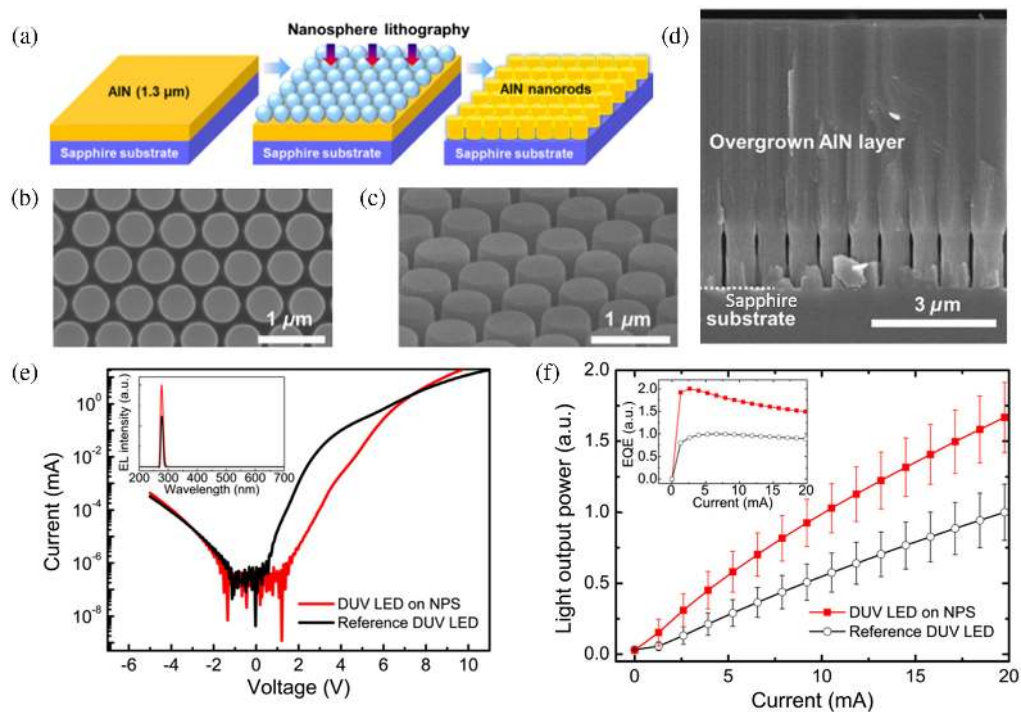 (a)
Nanosphere lithography
AlN (1.3 μm)
AlN nanorods
Sapphire substrate
Sapphire substrate
Sapphire substrate
(b)
1 μm
(c)
1 μm
(d)
Overgrown AlN layer
Sapphire
substrate
3 μm
(e)
Current (mA)
10^0
10^-2
10^-4
10^-6
10^-8
-6 -4 -2 0 2 4 6 8 10
Voltage (V)
EL intensity (a.u.)
200 300 400 500 600 700
Wavelength (nm)
DUV LED on NPS
Reference DUV LED
(f)
Light output power (a.u.)
2.0
1.5
1.0
0.5
0.0
0 5 10 15 20
Current (mA)
EQE (a.u.)
2.0
1.5
1.0
0.5
0.0
0 5 10 15 20
Current (mA)
DUV LED on NPS
Reference DUV LED